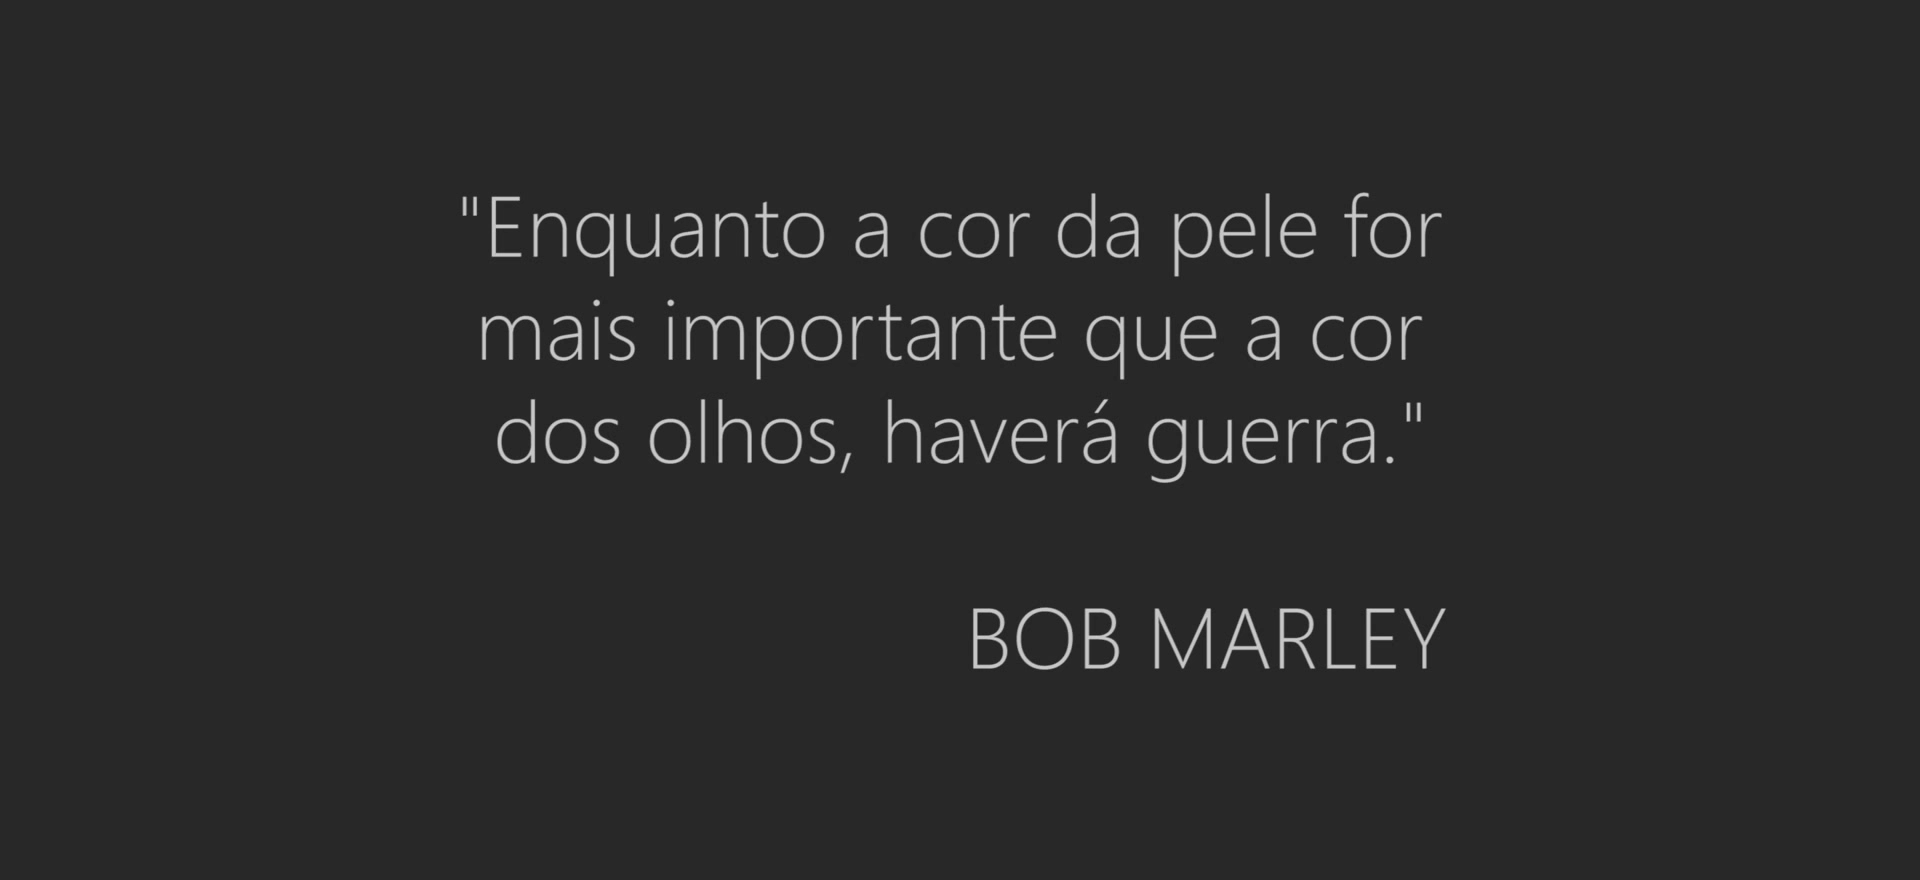 "Enquanto a cor da pele for
mais importante que a cor
dos olhos, haverá guerra."
BOB MARLEY